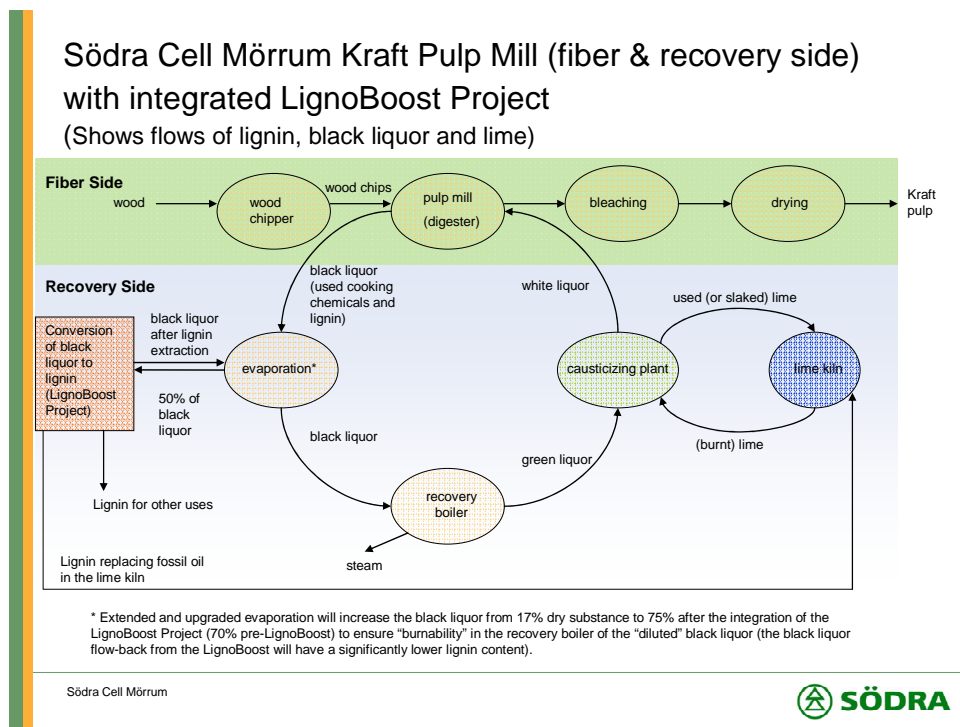 Södra Cell Mörrum Kraft Pulp Mill (fiber & recovery side)
with integrated LignoBoost Project
(Shows flows of lignin, black liquor and lime)
Fiber Side
wood
wood
chipper
wood chips
pulp mill
(digester)
bleaching
drying
Kraft
pulp
Recovery Side
black liquor
(used cooking
chemicals and
lignin)
white liquor
used (or slaked) lime
Conversion
of black
liquor to
lignin
(LignoBoost
Project)
black liquor
after lignin
extraction
evaporation*
causticizing plant
lime kiln
50% of
black
liquor
black liquor
(burnt) lime
green liquor
recovery
boiler
Lignin for other uses
steam
Lignin replacing fossil oil
in the lime kiln
* Extended and upgraded evaporation will increase the black liquor from 17% dry substance to 75% after the integration of the
LignoBoost Project (70% pre-LignoBoost) to ensure “burnability” in the recovery boiler of the “diluted” black liquor (the black liquor
flow-back from the LignoBoost will have a significantly lower lignin content).
Södra Cell Mörrum
SÖDRA